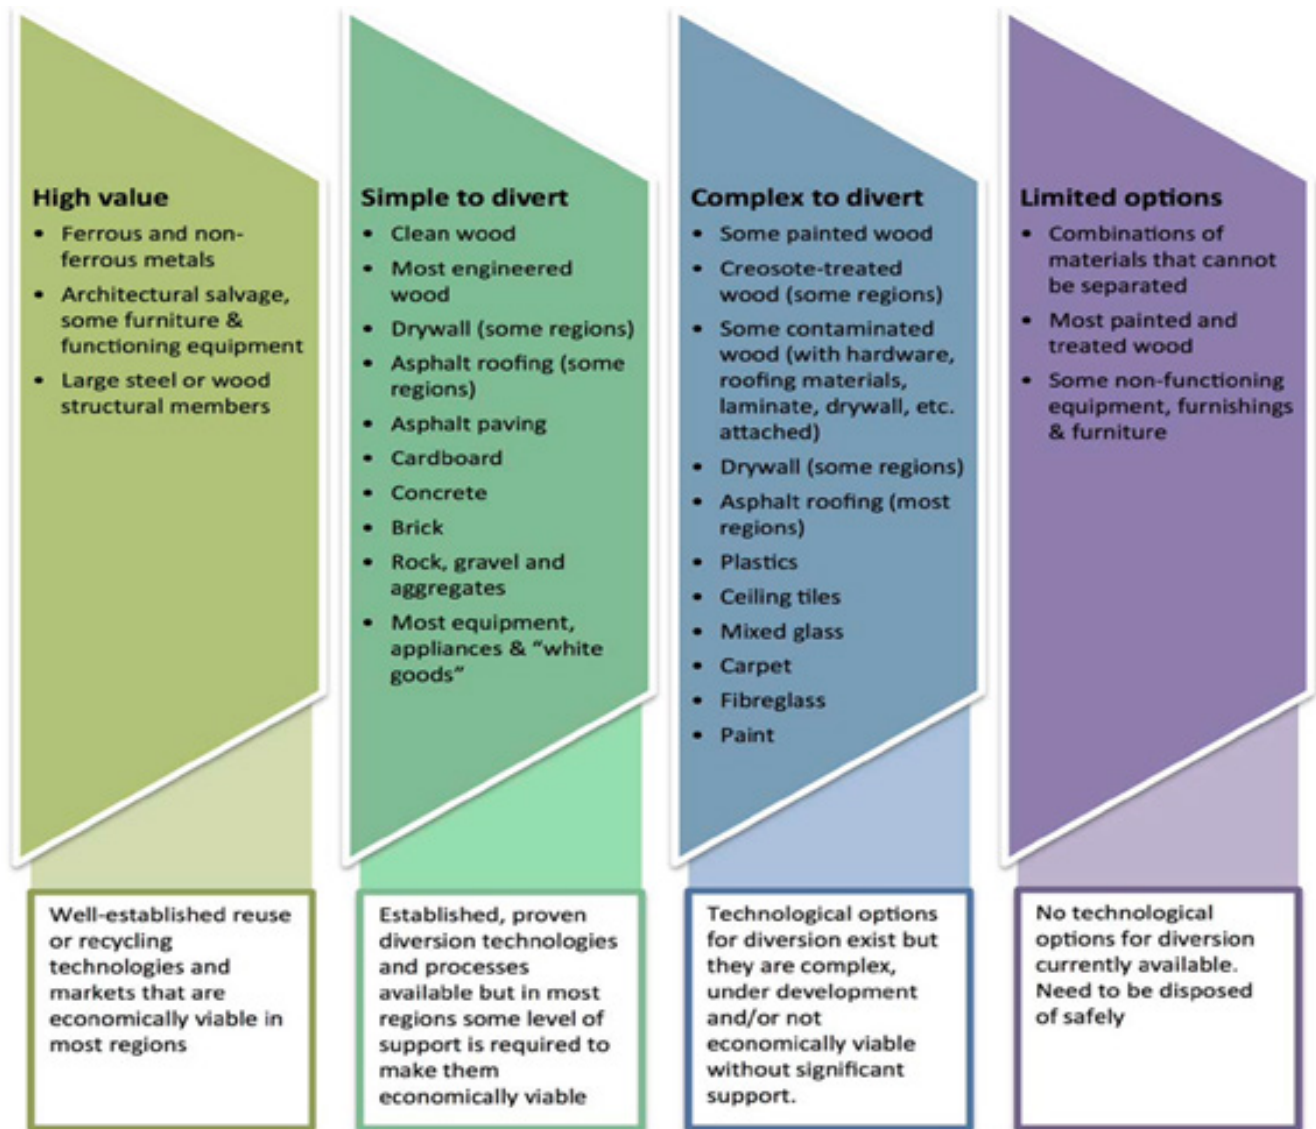 High value
• Ferrous and non-
ferrous metals
• Architectural salvage,
some furniture &
functioning equipment
• Large steel or wood
structural members
Well-established reuse
or recycling
technologies and
markets that are
economically viable in
most regions
Simple to divert
• Clean wood
• Most engineered
wood
• Drywall (some regions)
• Asphalt roofing (some
regions)
• Asphalt paving
• Cardboard
• Concrete
• Brick
• Rock, gravel and
aggregates
• Most equipment,
appliances & “white
goods”
Established, proven
diversion technologies
and processes
available but in most
regions some level of
support is required to
make them
economically viable
Complex to divert
• Some painted wood
• Creosote-treated
wood (some regions)
• Some contaminated
wood (with hardware,
roofing materials,
laminate, drywall, etc.
attached)
• Drywall (some regions)
• Asphalt roofing (most
regions)
• Plastics
• Ceiling tiles
• Mixed glass
• Carpet
• Fibreglass
• Paint
Technological options
for diversion exist but
they are complex,
under development
and/or not
economically viable
without significant
support.
Limited options
• Combinations of
materials that cannot
be separated
• Most painted and
treated wood
• Some non-functioning
equipment, furnishings
& furniture
No technological
options for diversion
currently available.
Need to be disposed
of safely